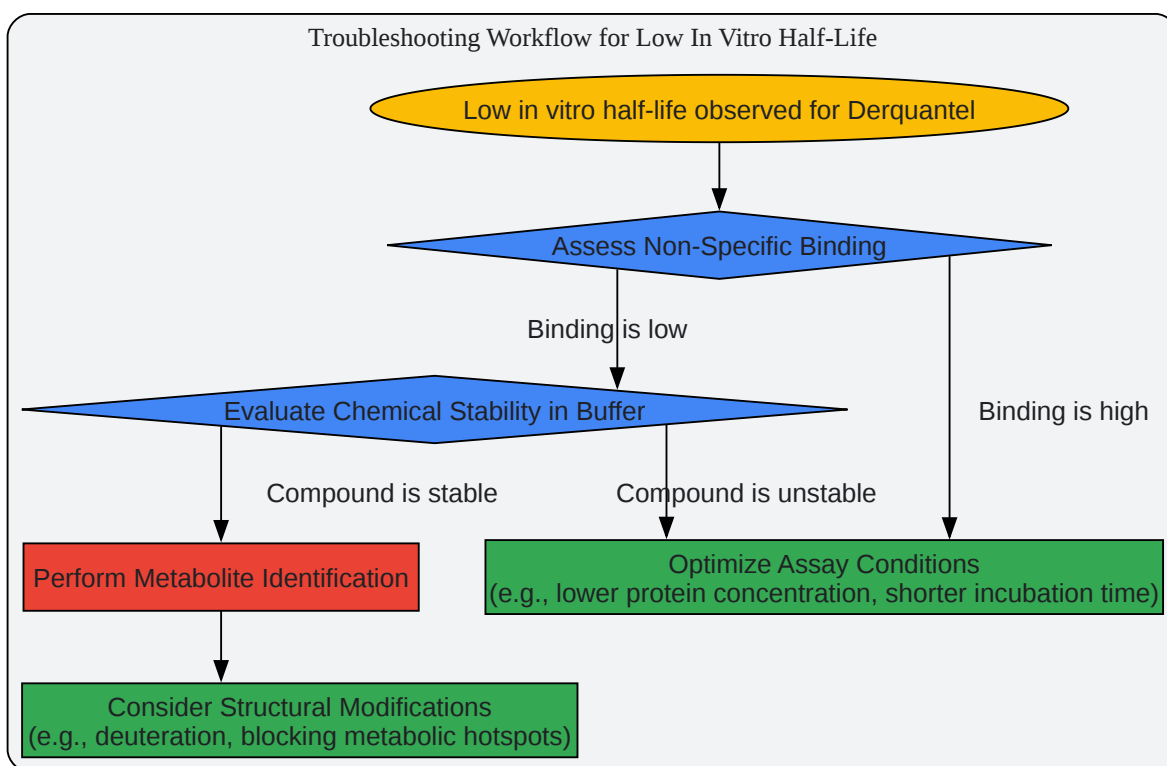 Troubleshooting Workflow for Low In Vitro Half-Life
Low in vitro half-life observed for Derquantel
Assess Non-Specific Binding
Binding is low
Evaluate Chemical Stability in Buffer
Binding is high
Compound is stable
Compound is unstable
Perform Metabolite Identification
Optimize Assay Conditions
(e.g., lower protein concentration, shorter incubation time)
Consider Structural Modifications
(e.g., deuteration, blocking metabolic hotspots)